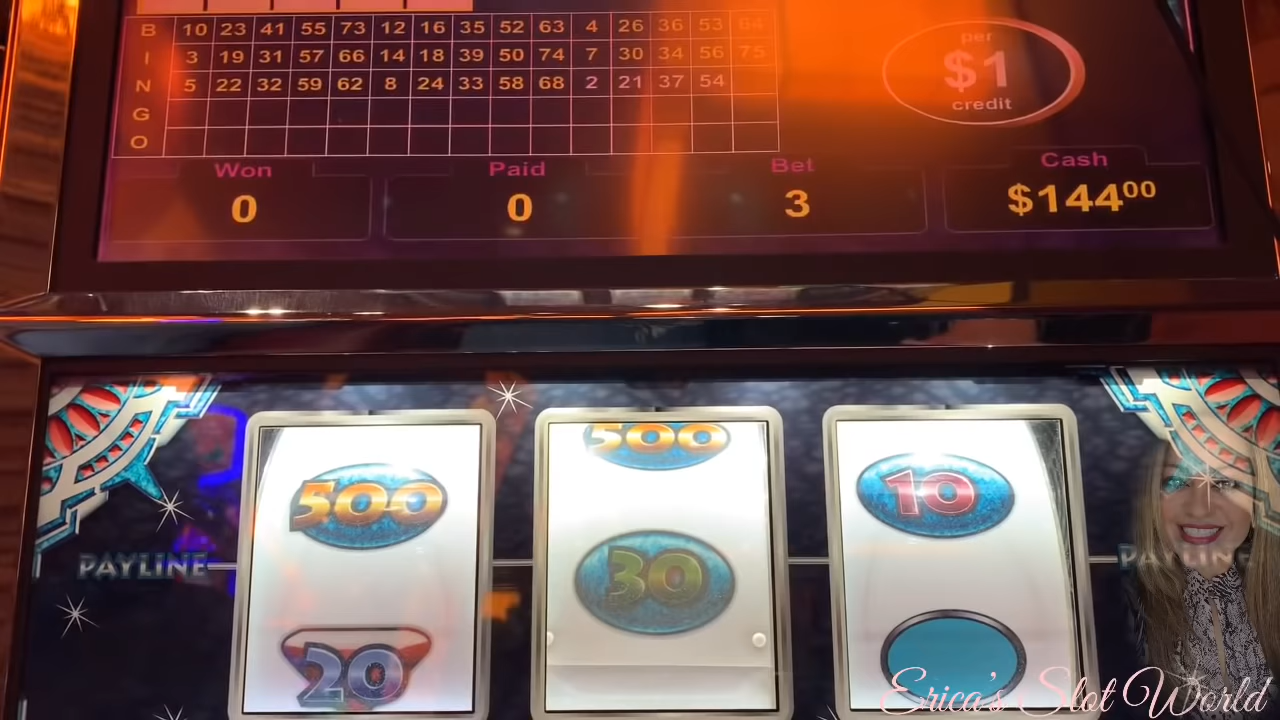 B 10 23 41 55 73 12 16 35 52 63 4 26 36 53 64
I 3 19 31 57 66 14 18 39 50 74 7 30 34 56 75
N 5 22 32 59 62 8 24 33 58 68 2 21 37 54
G
O
per
$1
credit
Won Paid Bet Cash
0 0 3 $144⁰⁰
500 500 10
PAYLINE 30 PAYLINE
20
Erica's Slot World